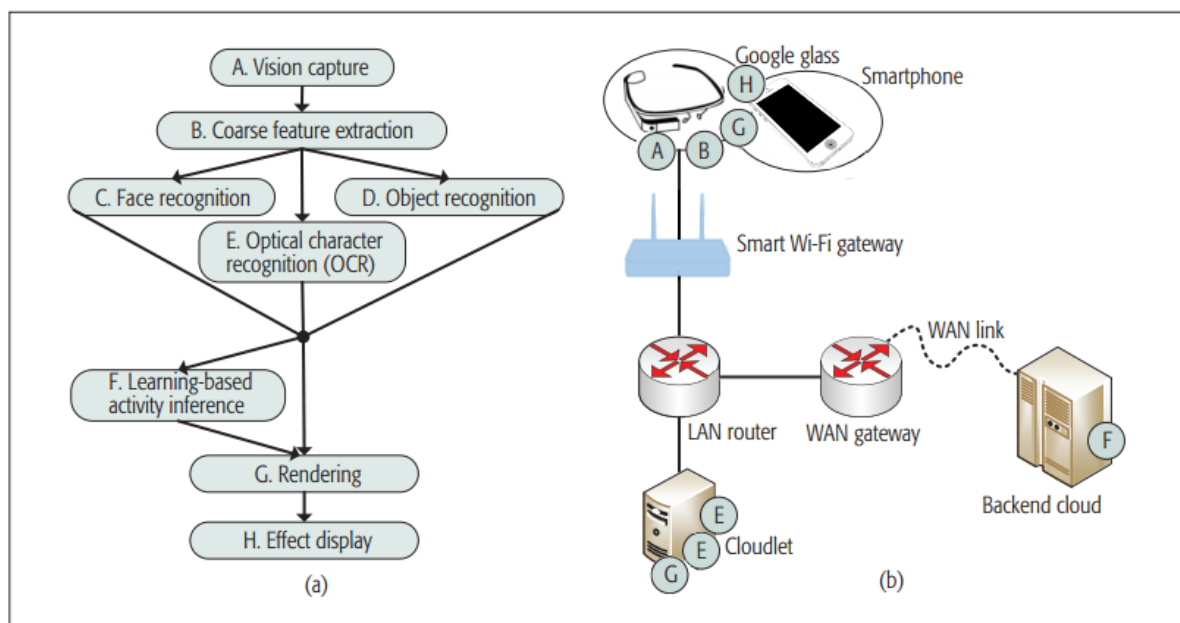 A. Vision capture
B. Coarse feature extraction
C. Face recognition
D. Object recognition
E. Optical character
recognition (OCR)
F. Learning-based
activity inference
G. Rendering
H. Effect display
(a)
Google glass
Smartphone
H
G
A
B
Smart Wi-Fi gateway
WAN link
LAN router
WAN gateway
F
Backend cloud
E
E
Cloudlet
G
(b)